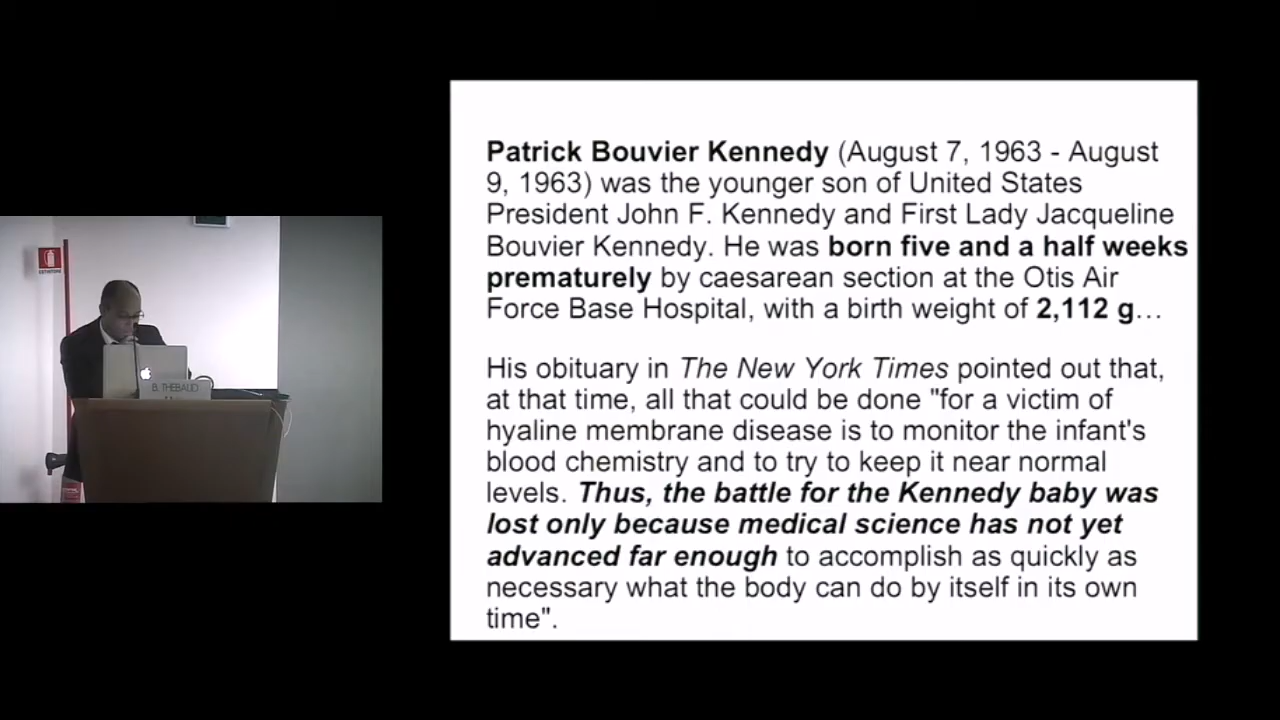 Patrick Bouvier Kennedy (August 7, 1963 - August
9, 1963) was the younger son of United States
President John F. Kennedy and First Lady Jacqueline
Bouvier Kennedy. He was born five and a half weeks
prematurely by caesarean section at the Otis Air
Force Base Hospital, with a birth weight of 2,112 g…
His obituary in The New York Times pointed out that,
at that time, all that could be done "for a victim of
hyaline membrane disease is to monitor the infant's
blood chemistry and to try to keep it near normal
levels. Thus, the battle for the Kennedy baby was
lost only because medical science has not yet
advanced far enough to accomplish as quickly as
necessary what the body can do by itself in its own
time".
ESTINTORE
B. THEBAUD